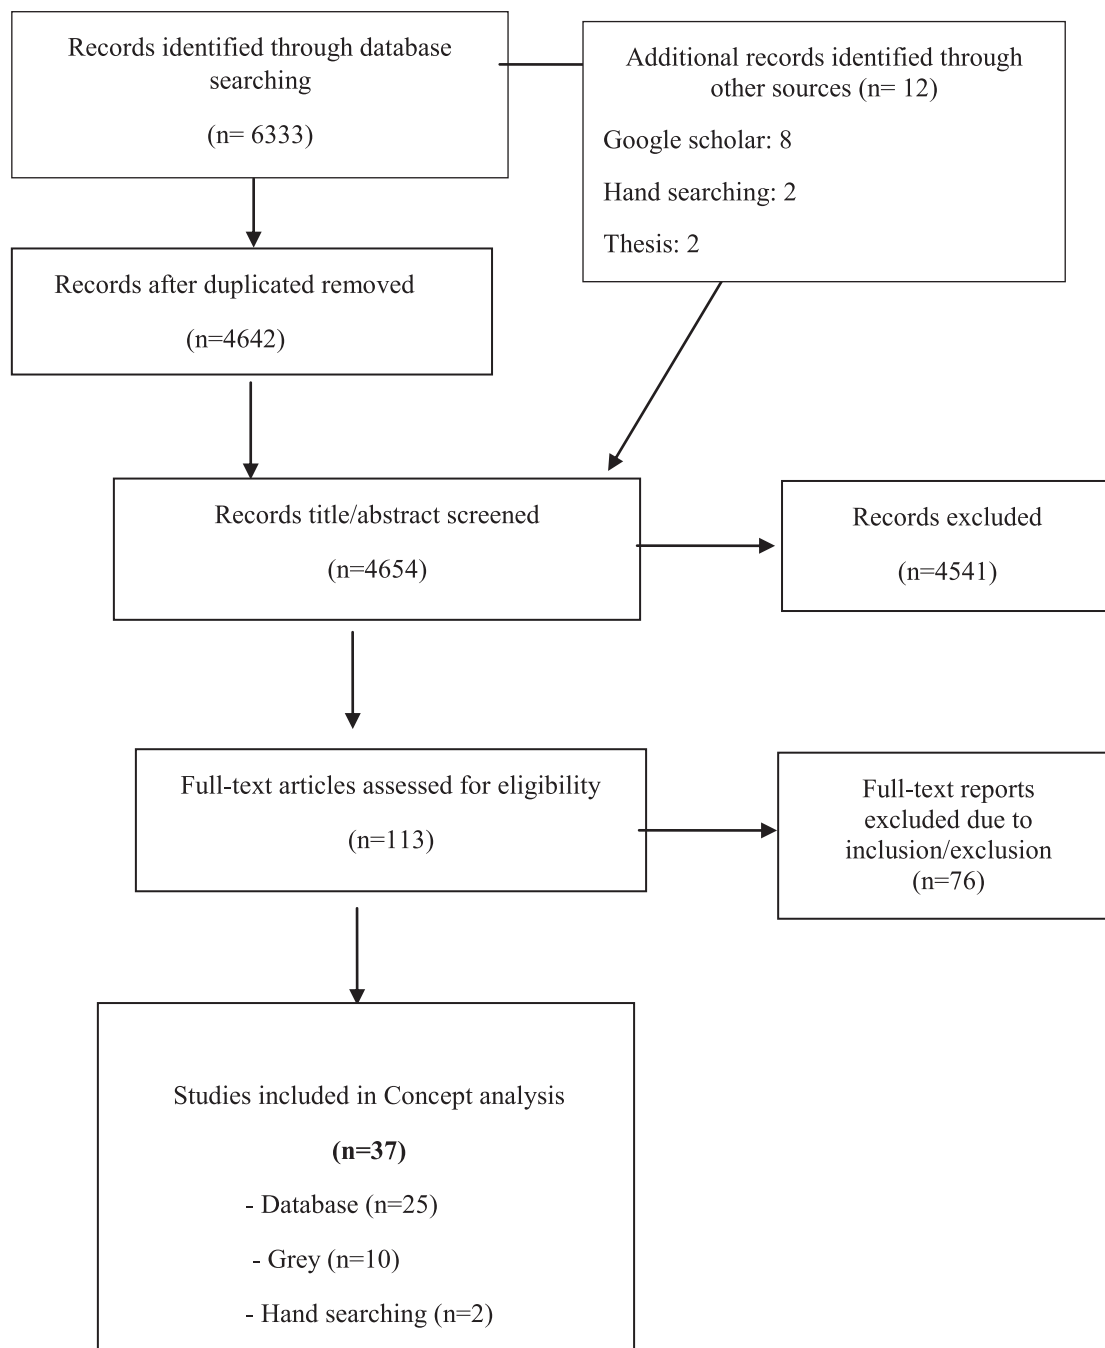 Records identified through database
searching
(n= 6333)
Additional records identified through
other sources (n= 12)
Google scholar: 8
Hand searching: 2
Thesis: 2
Records after duplicated removed
(n=4642)
Records title/abstract screened
(n=4654)
Records excluded
(n=4541)
Full-text articles assessed for eligibility
(n=113)
Full-text reports
excluded due to
inclusion/exclusion
(n=76)
Studies included in Concept analysis
(n=37)
- Database (n=25)
- Grey (n=10)
- Hand searching (n=2)